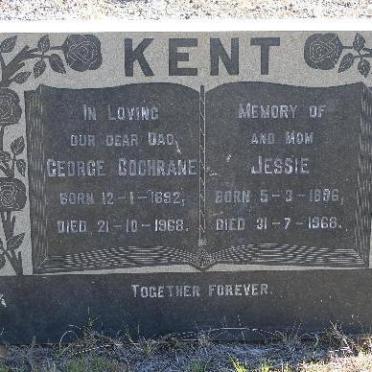 KENT
IN LOVING
OUR DEAR DAD,
GEORGE COCHRANE
BORN 12-1-1892,
DIED 21-10-1968.
MEMORY OF
AND MOM
JESSIE
BORN 5-3-1896,
DIED 31-7-1968.
TOGETHER FOREVER.